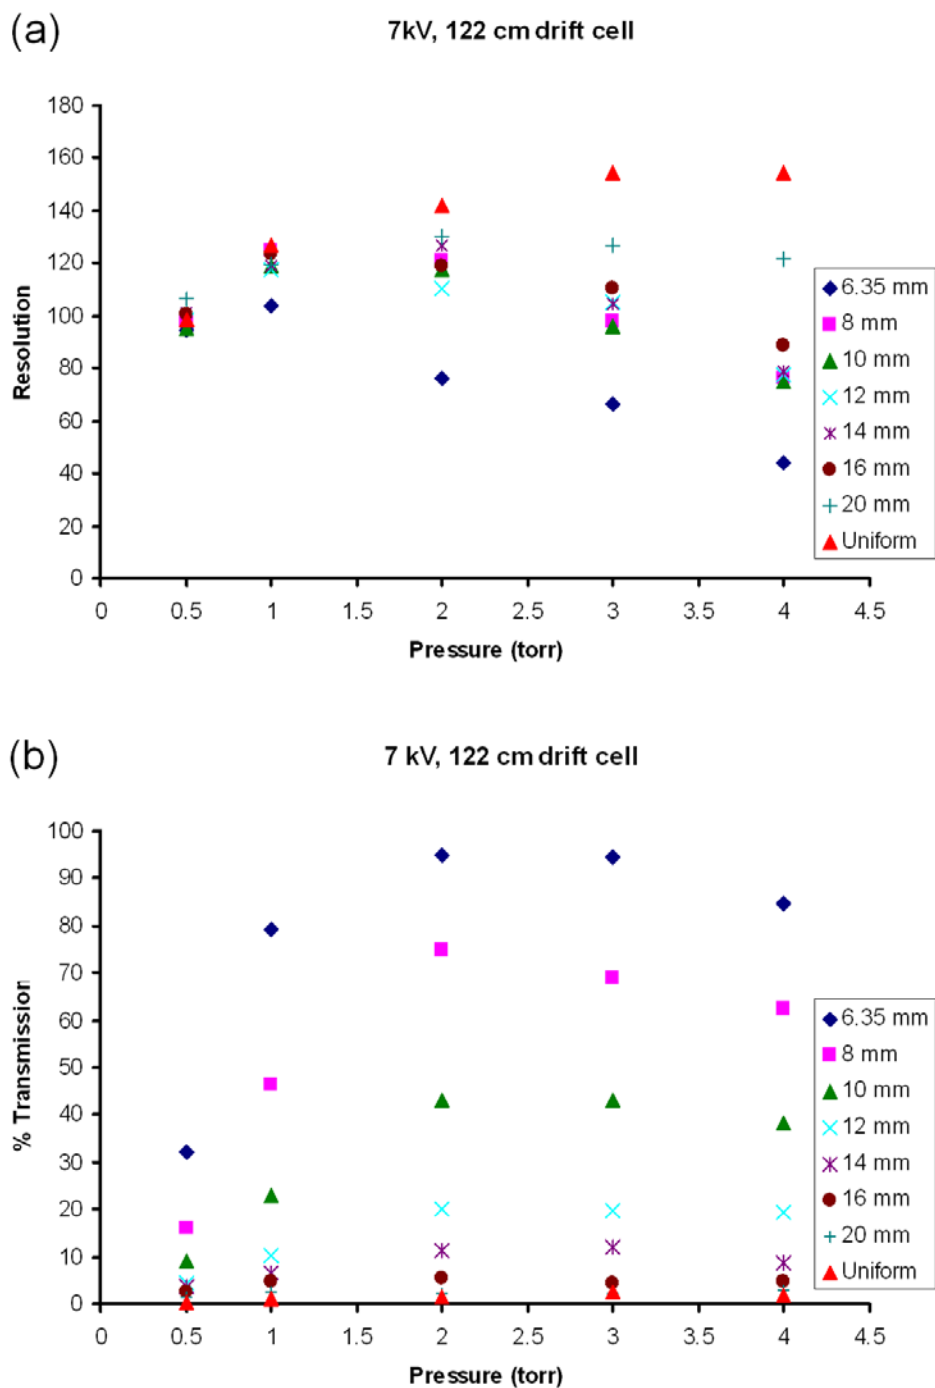 (a)
7kV, 122 cm drift cell
180
160
140
120
100
80
60
40
20
0
Resolution
0 0.5 1 1.5 2 2.5 3 3.5 4 4.5
Pressure (torr)
6.35 mm
8 mm
10 mm
12 mm
14 mm
16 mm
20 mm
Uniform
(b)
7 kV, 122 cm drift cell
100
90
80
70
60
50
40
30
20
10
0
% Transmission
0 0.5 1 1.5 2 2.5 3 3.5 4 4.5
Pressure (torr)
6.35 mm
8 mm
10 mm
12 mm
14 mm
16 mm
20 mm
Uniform